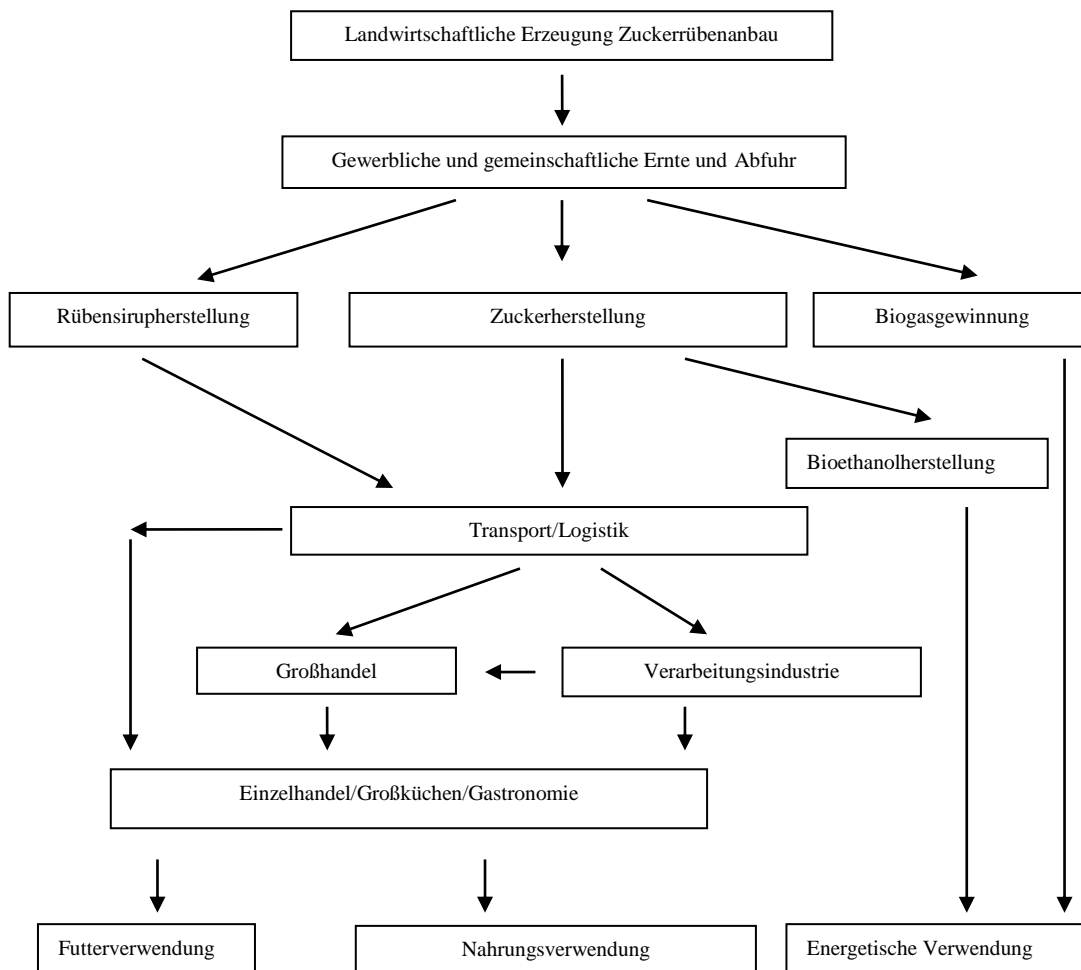 Landwirtschaftliche Erzeugung Zuckerrübenanbau
Gewerbliche und gemeinschaftliche Ernte und Abfuhr
Rübensirupherstellung
Zuckerherstellung
Biogasgewinnung
Bioethanolherstellung
Transport/Logistik
Großhandel
Verarbeitungsindustrie
Einzelhandel/Großküchen/Gastronomie
Futterverwendung
Nahrungsverwendung
Energetische Verwendung